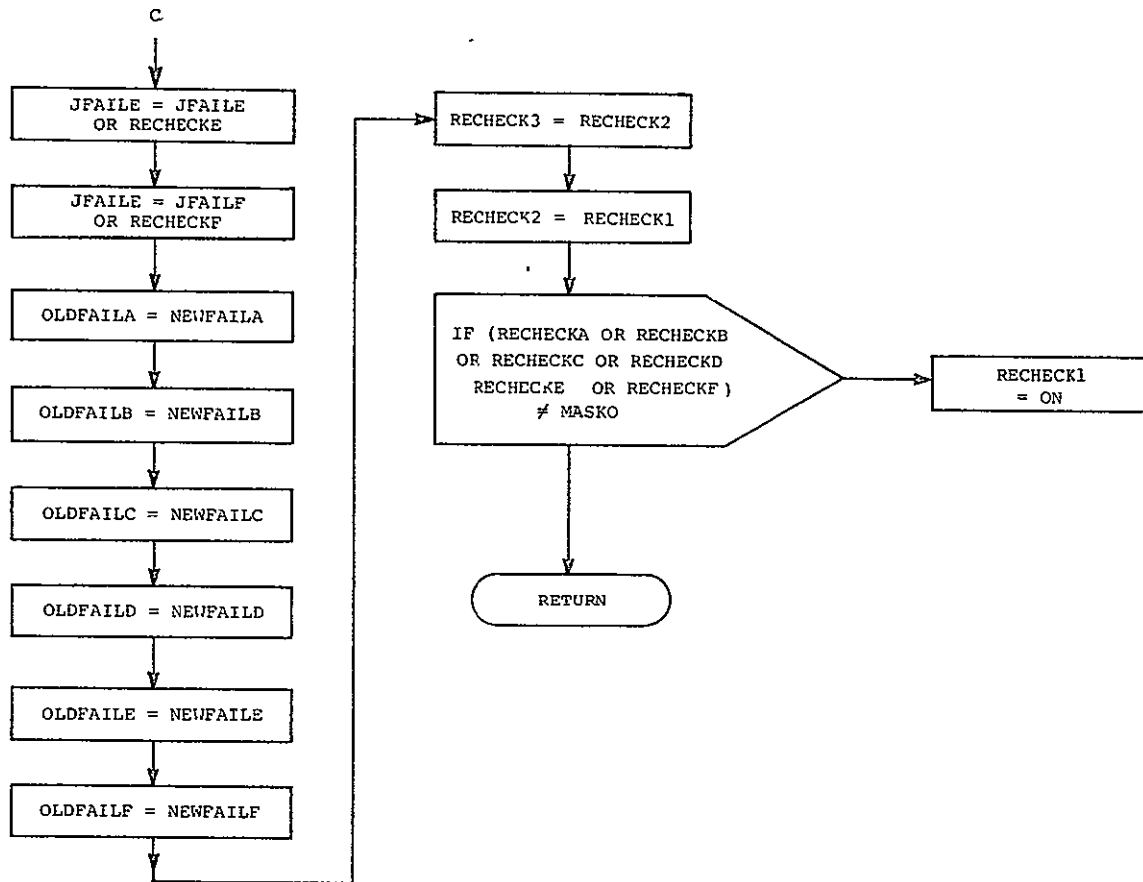 C
JFAILE = JFAILE
OR RECHECKE
JFAILE = JFAILF
OR RECHECKF
OLDFAILA = NEWFAILA
OLDFAILB = NEWFAILB
OLDFAILC = NEWFAILC
OLDFAILD = NEWFAILD
OLDFAILE = NEWFAILE
OLDFAILF = NEWFAILF
RECHECK3 = RECHECK2
RECHECK2 = RECHECK1
IF (RECHECKA OR RECHECKB
OR RECHECKC OR RECHECKD
RECHECKE OR RECHECKF)
≠ MASKO
RECHECK1
= ON
RETURN